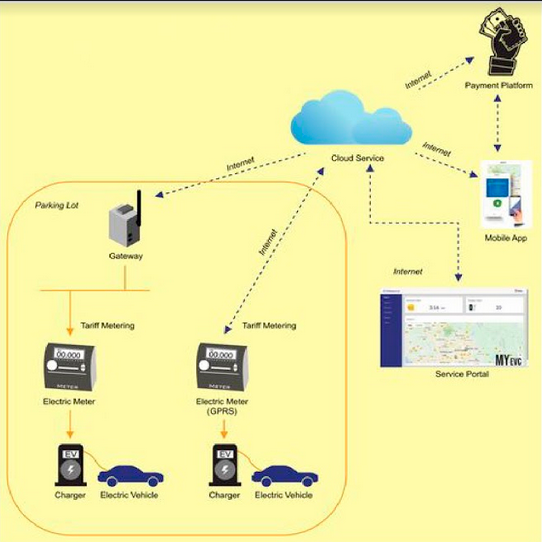 Internet
Payment Platform
Cloud Service
Internet
Internet
Parking Lot
Mobile App
Gateway
Internet
Internet
Tariff Metering
Tariff Metering
00.000
00.000
METER
METER
MYEVC
Service Portal
Electric Meter
Electric Meter
(GPRS)
EV
EV
Charger
Electric Vehicle
Charger
Electric Vehicle